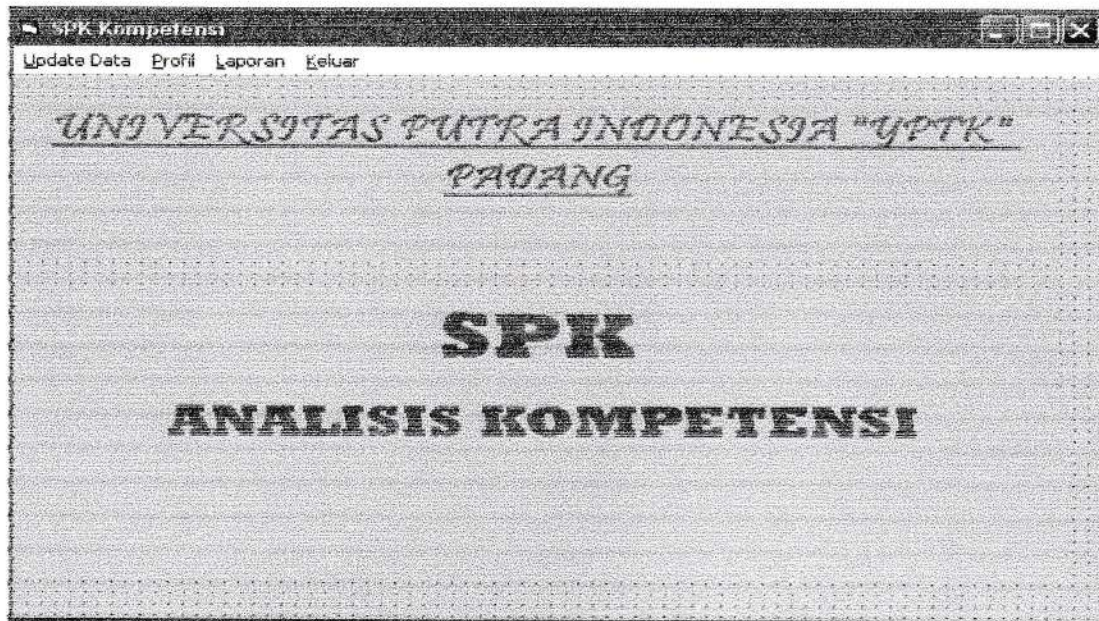 SPK Kompetensi
Update Data Profil Laporan Keluar
UNIVERSITAS PUTRA INDONESIA "YPTK"
PADANG
SPK
ANALISIS KOMPETENSI